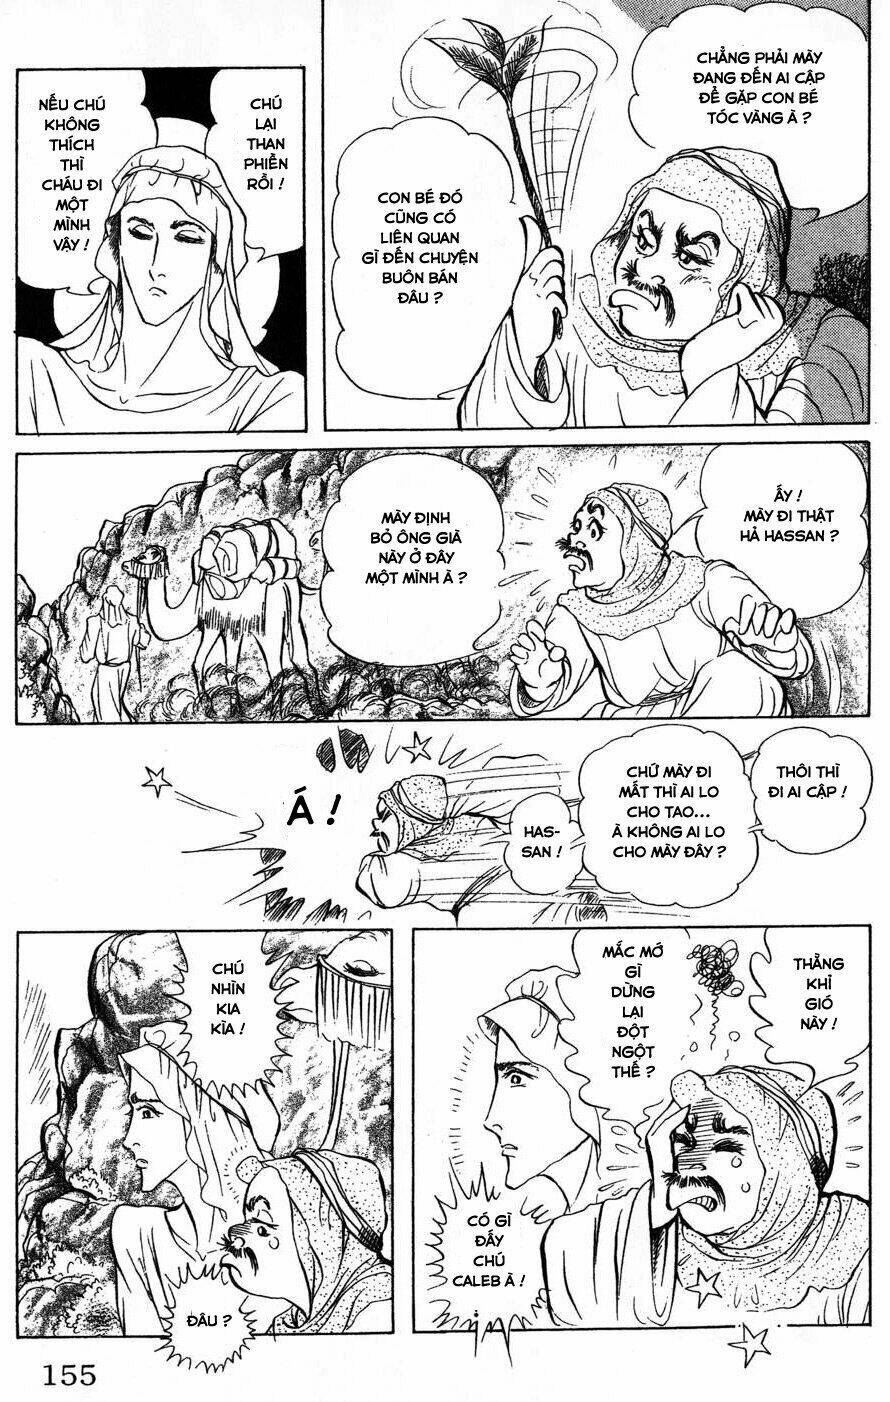 CHẲNG PHẢI MÀY
ĐANG ĐẾN AI CẬP
ĐỂ GẶP CON BÉ
TÓC VÀNG À ?
CON BÉ ĐÓ
CŨNG CÓ
LIÊN QUAN
GÌ ĐẾN CHUYỆN
BUÔN BÁN
ĐÂU ?
CHÚ
LẠI
THAN
PHIỀN
RỒI !
NẾU CHÚ
KHÔNG
THÍCH
THÌ
CHÁU ĐI
MỘT
MÌNH
VẬY !
ẤY !
MÀY ĐI THẬT
HẢ HASSAN ?
MÀY ĐỊNH
BỎ ÔNG GIÀ
NÀY Ở ĐÂY
MỘT MÌNH À ?
THÔI THÌ
ĐI AI CẬP !
CHỨ MÀY ĐI
MẤT THÌ AI LO
CHO TAO...
À KHÔNG AI LO
CHO MÀY ĐÂY ?
HAS-
SAN !
Á !
THẰNG
KHỈ
GIÓ
NÀY !
MẮC MỚ
GÌ
DỪNG
LẠI
ĐỘT
NGỘT
THẾ ?
CÓ GÌ
ĐẤY
CHÚ
CALEB À !
CHÚ
NHÌN
KIA
KÌA !
ĐÂU ?
155